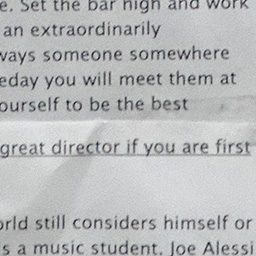 e. Set the bar high and work
an extraordinarily
ways someone somewhere
eday you will meet them at
ourself to be the best
great director if you are first
orld still considers himself or
s a music student. Joe Alessi